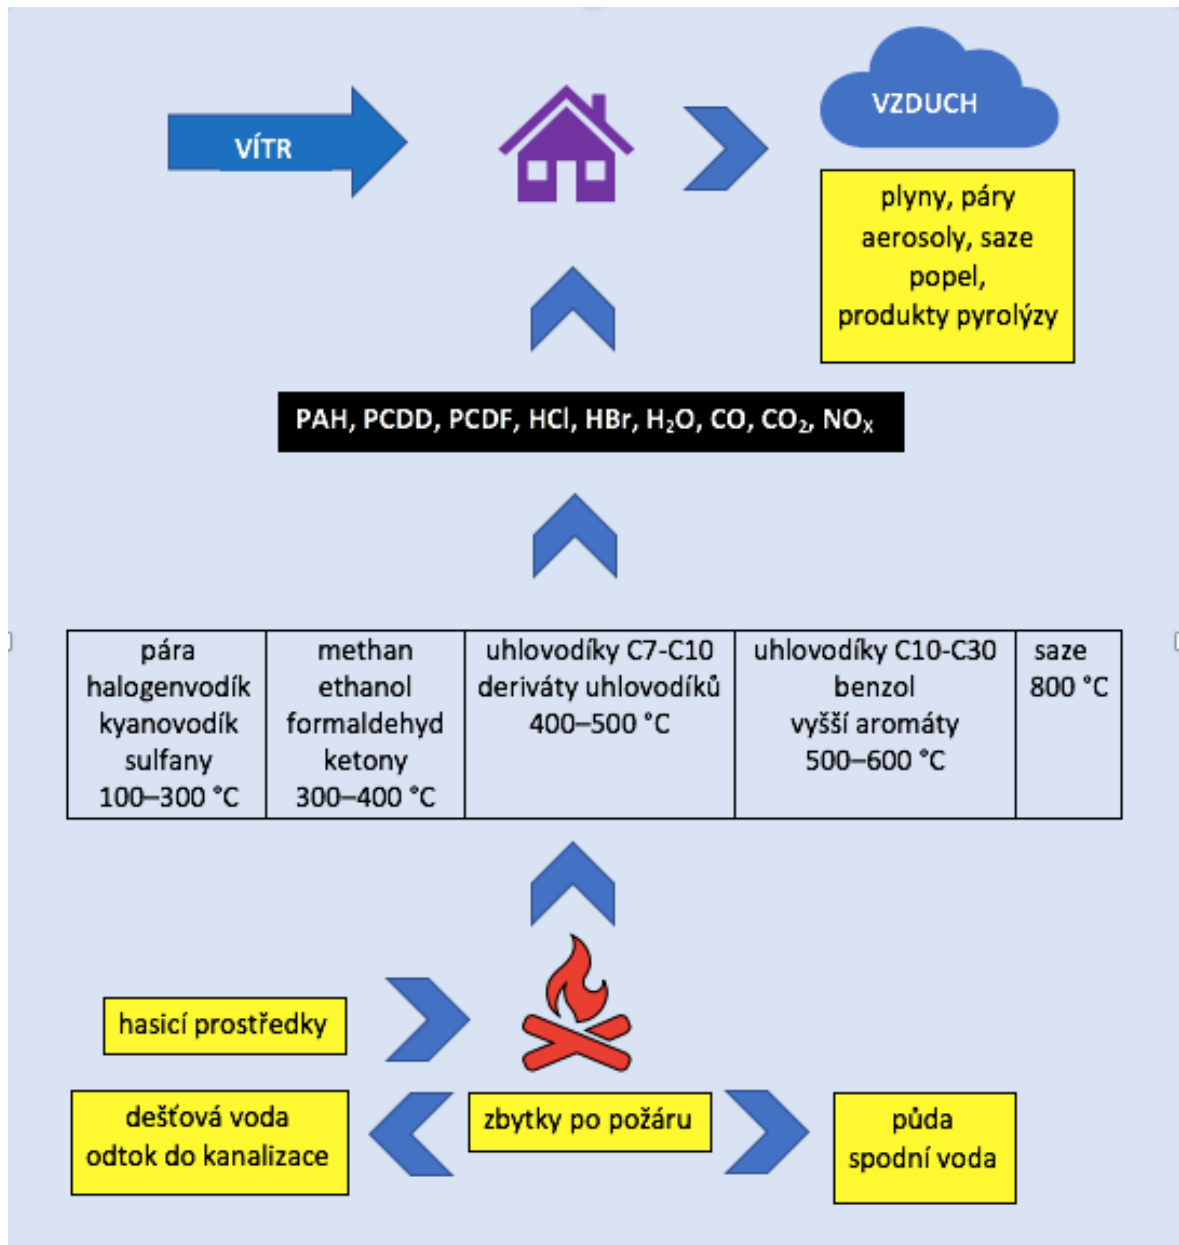 VÍTR
VZDUCH
plyny, páry
aerosoly, saze
popel,
produkty pyrolýzy
PAH, PCDD, PCDF, HCl, HBr, H₂O, CO, CO₂, NOₓ
pára
halogenvodík
kyanovodík
sulfany
100–300 °C
methan
ethanol
formaldehyd
ketony
300–400 °C
uhlovodíky C7-C10
deriváty uhlovodíků
400–500 °C
uhlovodíky C10-C30
benzol
vyšší aromáty
500–600 °C
saze
800 °C
hasicí prostředky
dešťová voda
odtok do kanalizace
zbytky po požáru
půda
spodní voda